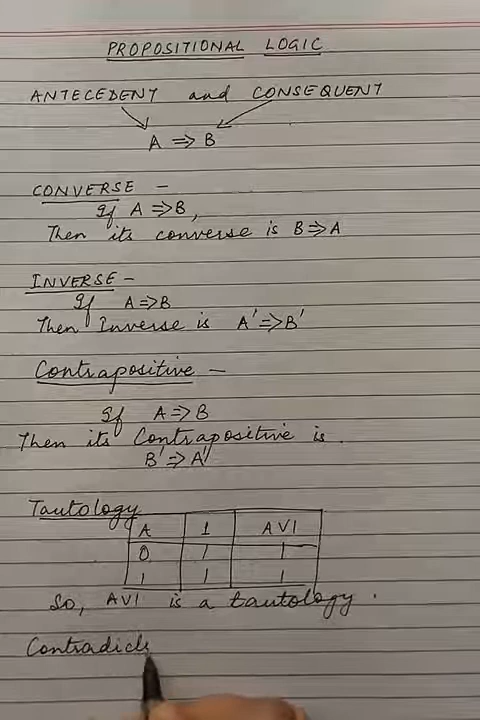 PROPOSITIONAL LOGIC
ANTECEDENT and CONSEQUENT
A ⇒ B
CONVERSE -
If A ⇒ B,
Then its converse is B ⇒ A
INVERSE -
If A ⇒ B
Then Inverse is A' ⇒ B'
Contrapositive -
If A ⇒ B
Then its Contrapositive is.
B' ⇒ A'
Tautology
A 1 AV1
0 1 1
1 1 1
So, AV1 is a tautology.
Contradict